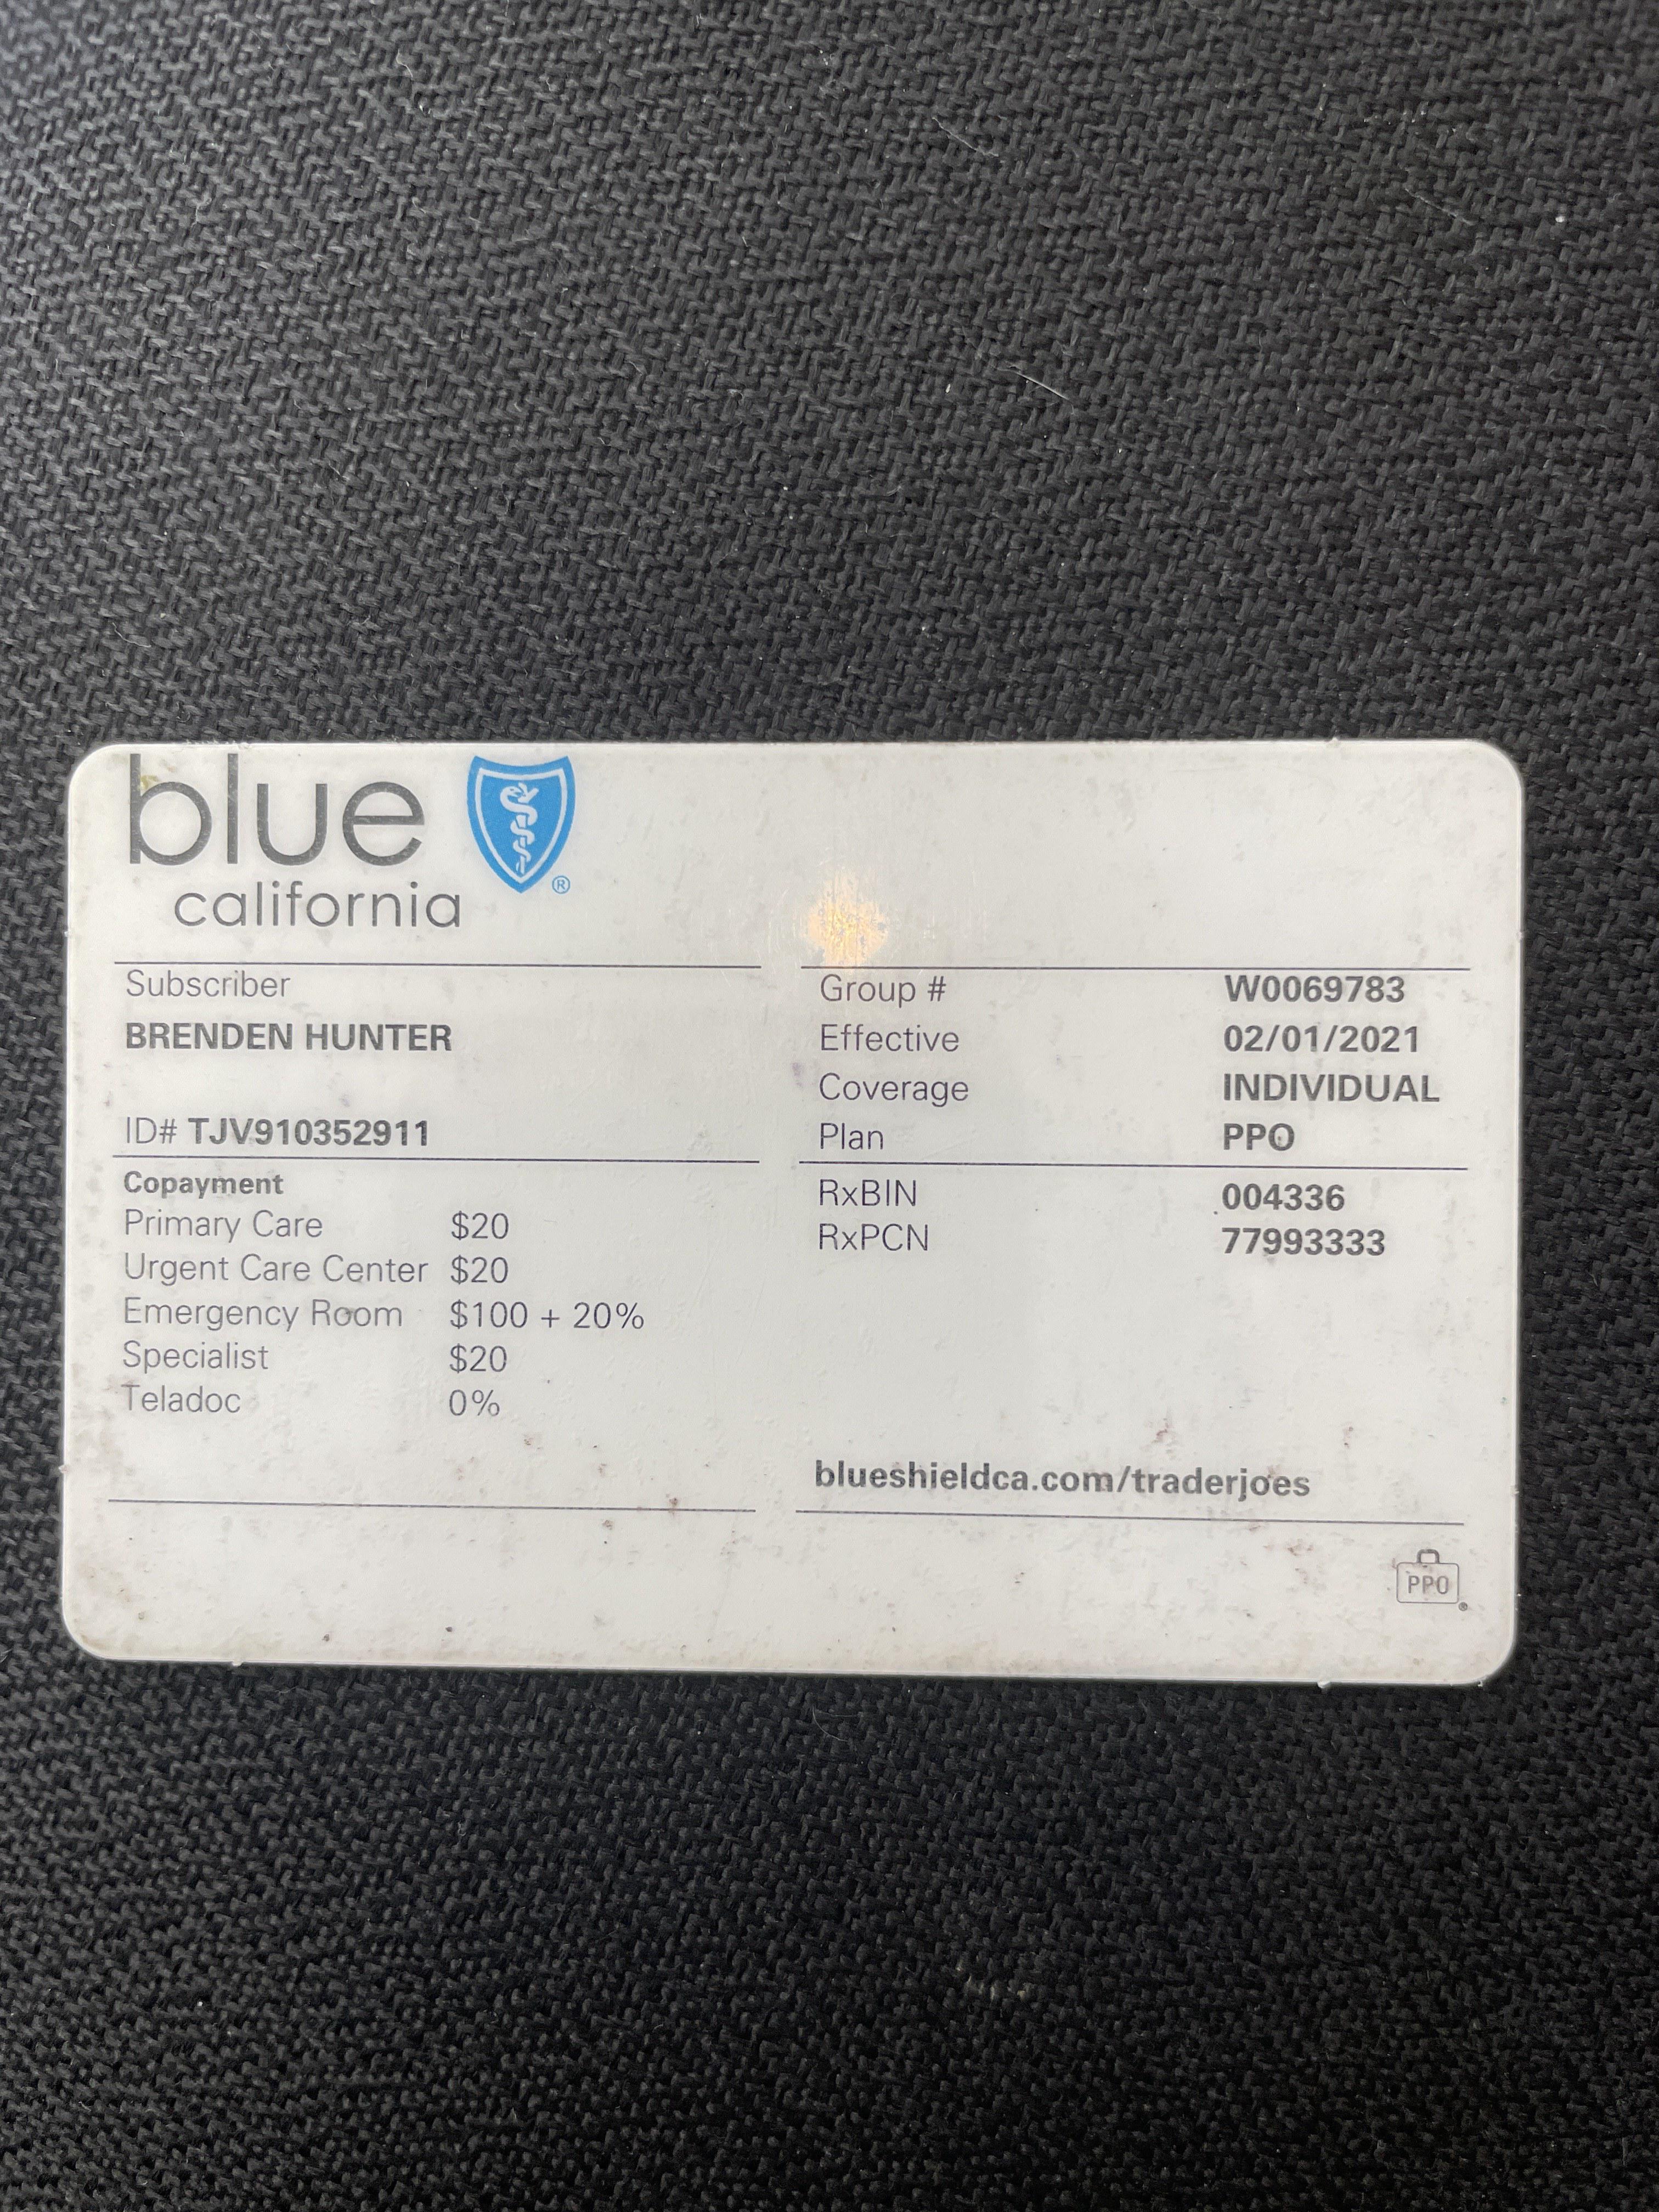 blue
california
®
Subscriber
BRENDEN HUNTER
ID# TJV910352911
Copayment
Primary Care $20
Urgent Care Center $20
Emergency Room $100 + 20%
Specialist $20
Teladoc 0%
Group # W0069783
Effective 02/01/2021
Coverage INDIVIDUAL
Plan PPO
RxBIN 004336
RxPCN 77993333
blueshieldca.com/traderjoes
PPO